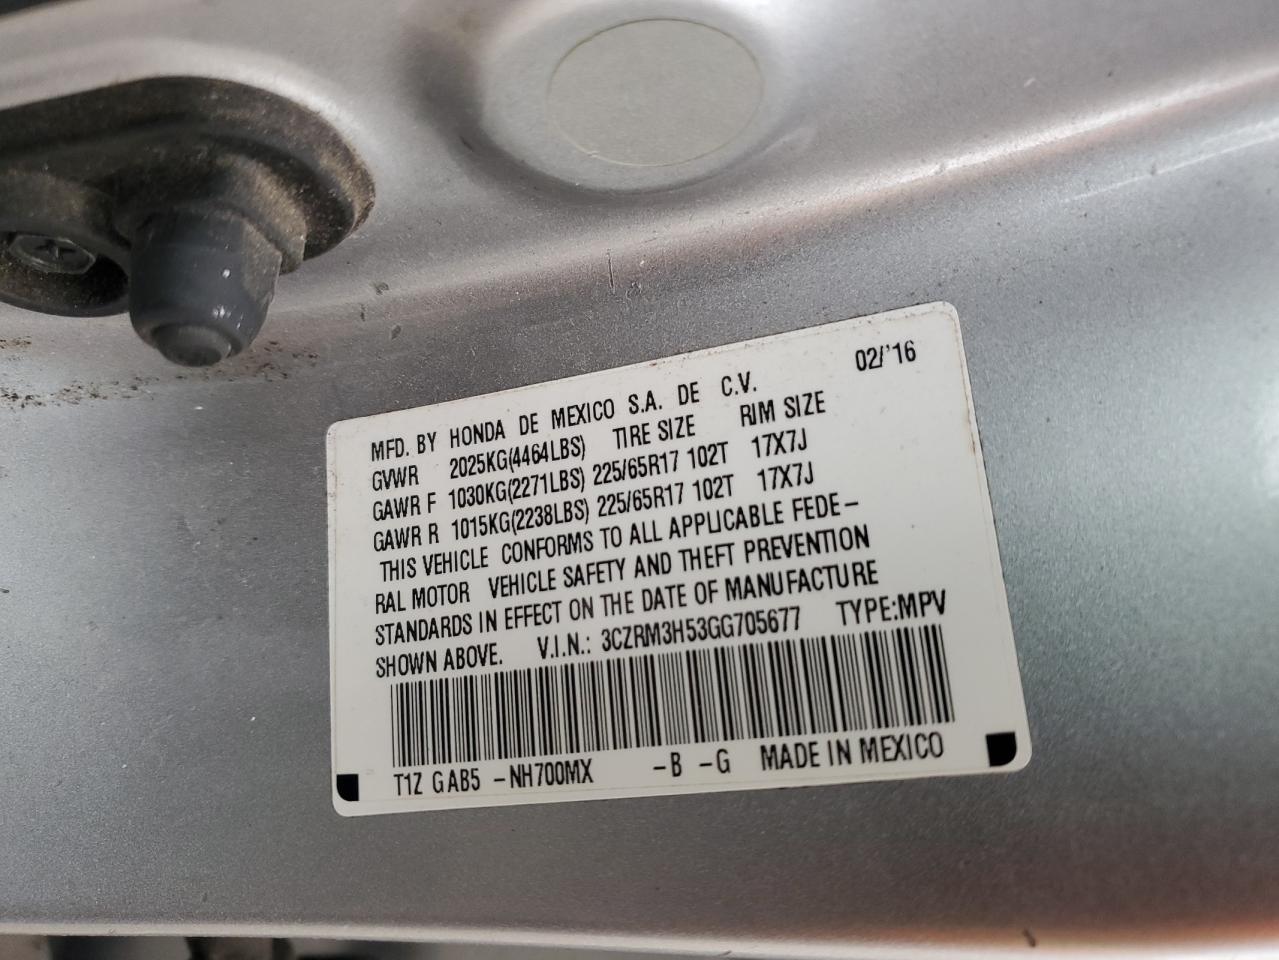 02/'16
MFD. BY HONDA DE MEXICO S.A. DE C.V.
GVWR 2025KG(4464LBS) TIRE SIZE RIM SIZE
GAWR F 1030KG(2271LBS) 225/65R17 102T 17X7J
GAWR R 1015KG(2238LBS) 225/65R17 102T 17X7J
THIS VEHICLE CONFORMS TO ALL APPLICABLE FEDE-
RAL MOTOR VEHICLE SAFETY AND THEFT PREVENTION
STANDARDS IN EFFECT ON THE DATE OF MANUFACTURE
SHOWN ABOVE. V.I.N.: 3CZRM3H53GG705677 TYPE:MPV
T1Z GAB5 -NH700MX -B -G MADE IN MEXICO